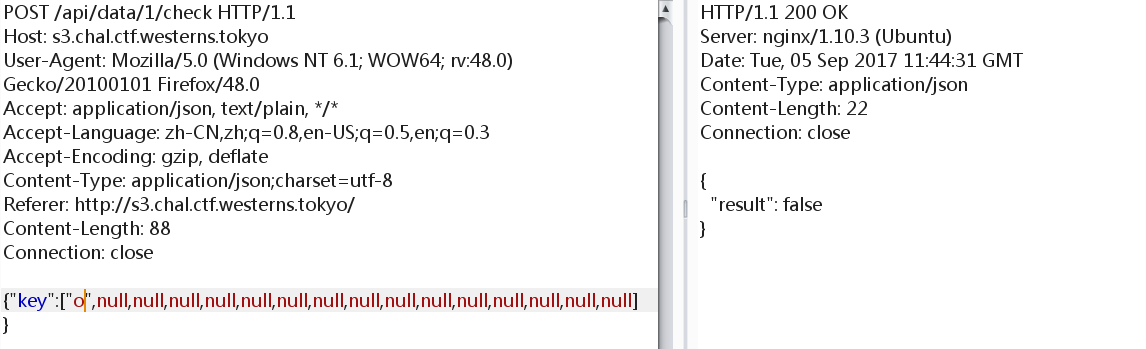 POST /api/data/1/check HTTP/1.1
Host: s3.chal.ctf.westerns.tokyo
User-Agent: Mozilla/5.0 (Windows NT 6.1; WOW64; rv:48.0)
Gecko/20100101 Firefox/48.0
Accept: application/json, text/plain, */*
Accept-Language: zh-CN,zh;q=0.8,en-US;q=0.5,en;q=0.3
Accept-Encoding: gzip, deflate
Content-Type: application/json;charset=utf-8
Referer: http://s3.chal.ctf.westerns.tokyo/
Content-Length: 88
Connection: close
{"key":["o",null,null,null,null,null,null,null,null,null,null,null,null,null,null,null]
}
HTTP/1.1 200 OK
Server: nginx/1.10.3 (Ubuntu)
Date: Tue, 05 Sep 2017 11:44:31 GMT
Content-Type: application/json
Content-Length: 22
Connection: close
{
"result": false
}